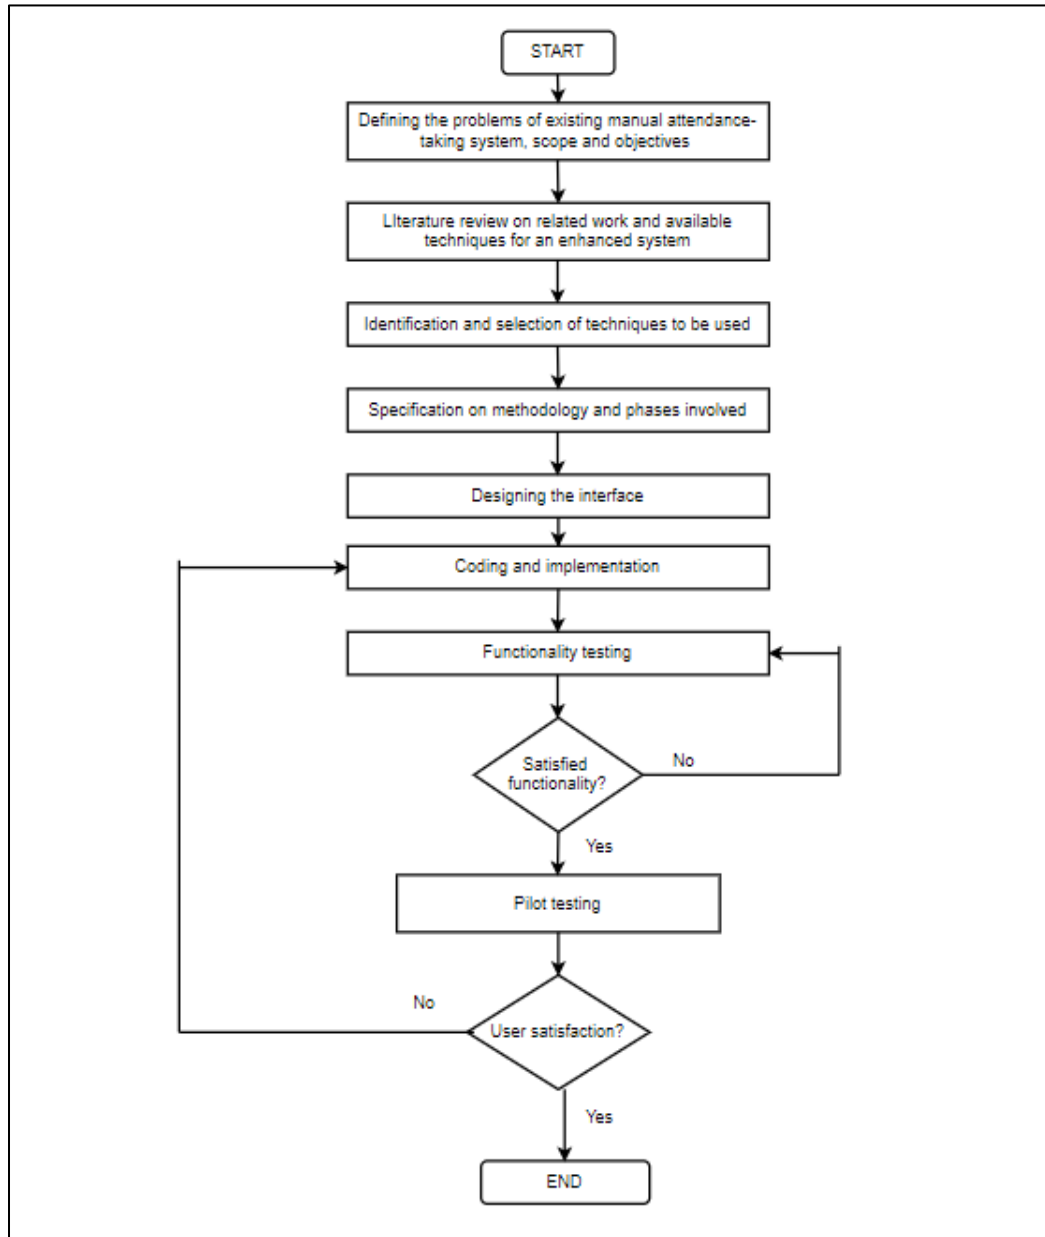 START
Defining the problems of existing manual attendance-
taking system, scope and objectives
LIterature review on related work and available
techniques for an enhanced system
Identification and selection of techniques to be used
Specification on methodology and phases involved
Designing the interface
Coding and implementation
Functionality testing
Satisfied
functionality?
No
Yes
Pilot testing
No
User satisfaction?
Yes
END